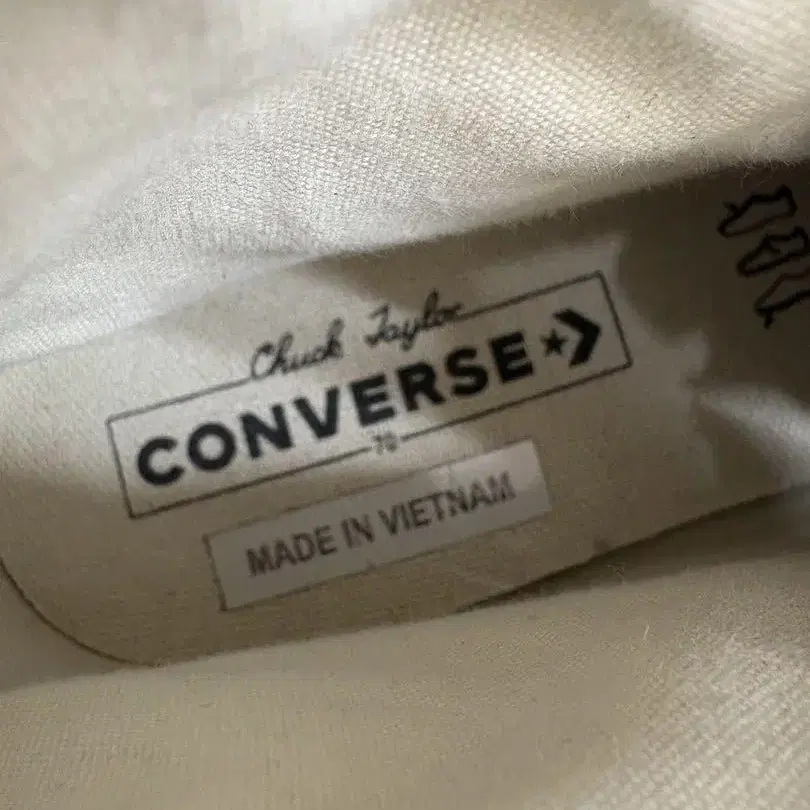 Chuck Taylor
CONVERSE
70
MADE IN VIETNAM